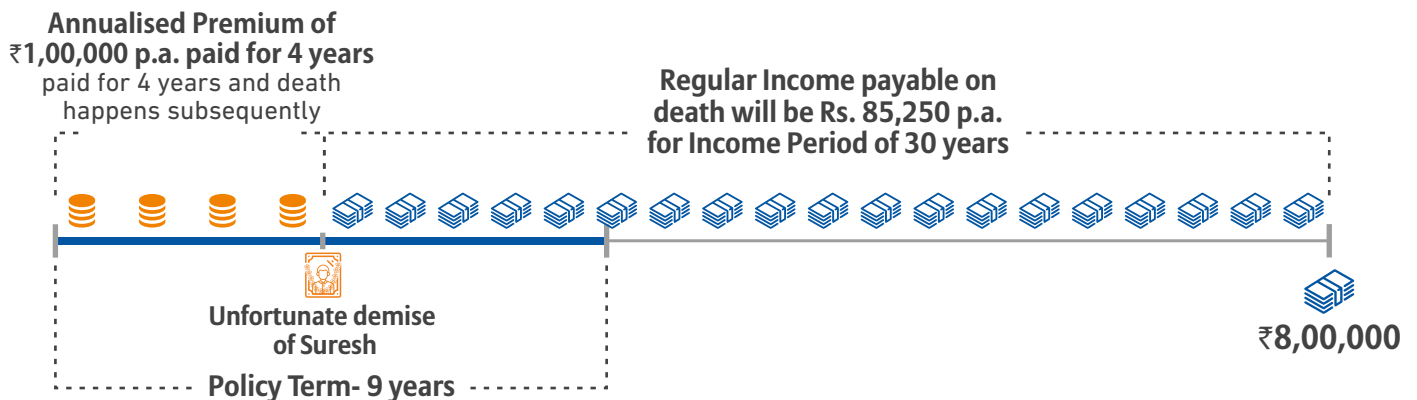 Annualised Premium of
₹1,00,000 p.a. paid for 4 years
paid for 4 years and death
happens subsequently
Regular Income payable on
death will be Rs. 85,250 p.a.
for Income Period of 30 years
Unfortunate demise
of Suresh
₹8,00,000
Policy Term- 9 years